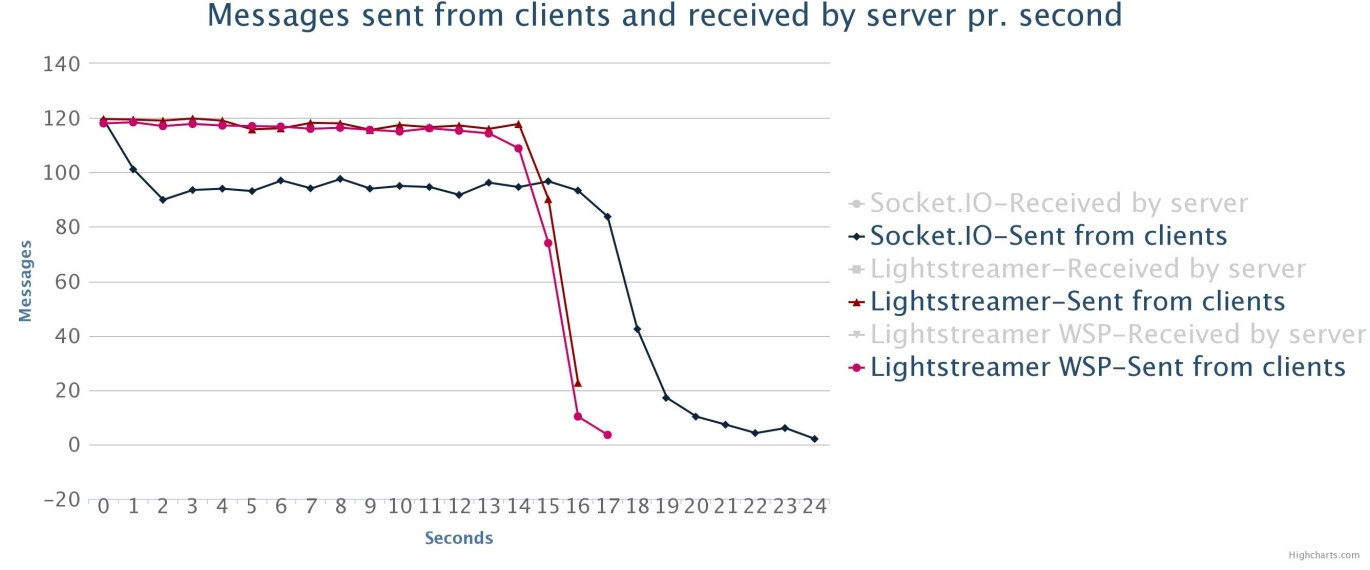 Messages sent from clients and received by server pr. second
140
120
100
80
60
40
20
0
−20
Messages
0 1 2 3 4 5 6 7 8 9 10 11 12 13 14 15 16 17 18 19 20 21 22 23 24
Seconds
Socket.IO−Received by server
Socket.IO−Sent from clients
Lightstreamer−Received by server
Lightstreamer−Sent from clients
Lightstreamer WSP−Received by server
Lightstreamer WSP−Sent from clients
Highcharts.com